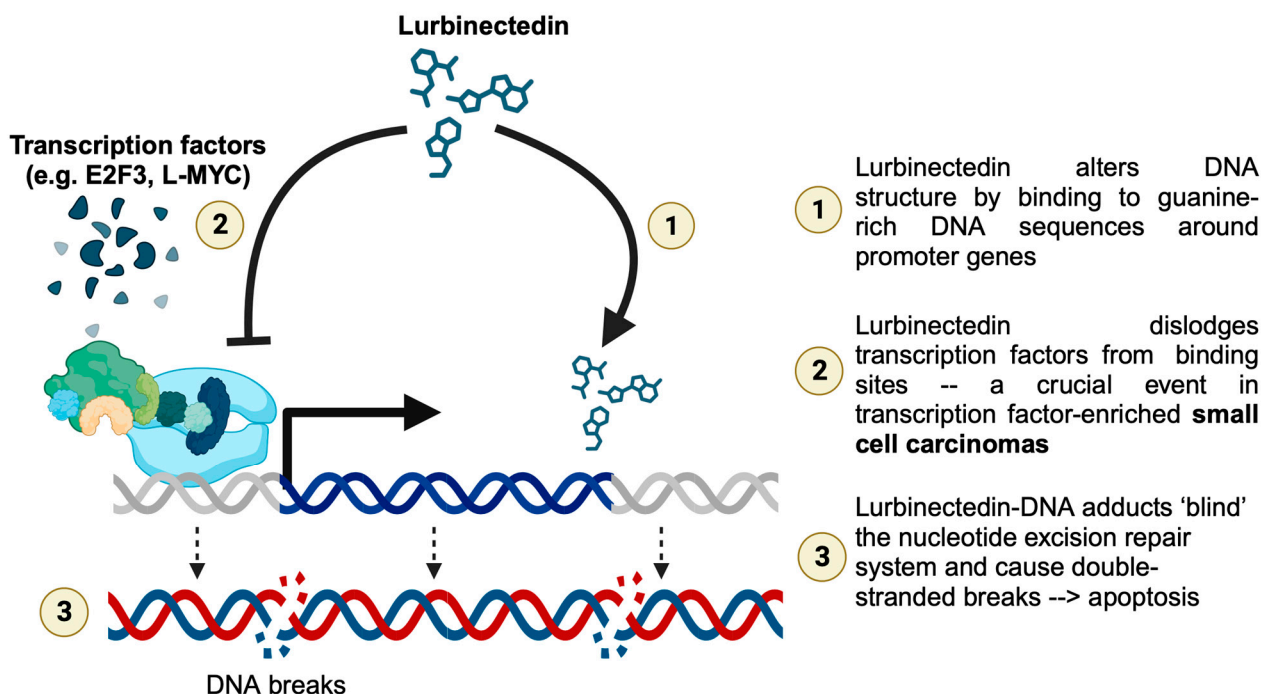 Lurbinectedin
Transcription factors
(e.g. E2F3, L-MYC)
2
1
3
DNA breaks
1
Lurbinectedin alters DNA
structure by binding to guanine-
rich DNA sequences around
promoter genes
2
Lurbinectedin dislodges
transcription factors from binding
sites -- a crucial event in
transcription factor-enriched small
cell carcinomas
3
Lurbinectedin-DNA adducts ‘blind’
the nucleotide excision repair
system and cause double-
stranded breaks --> apoptosis